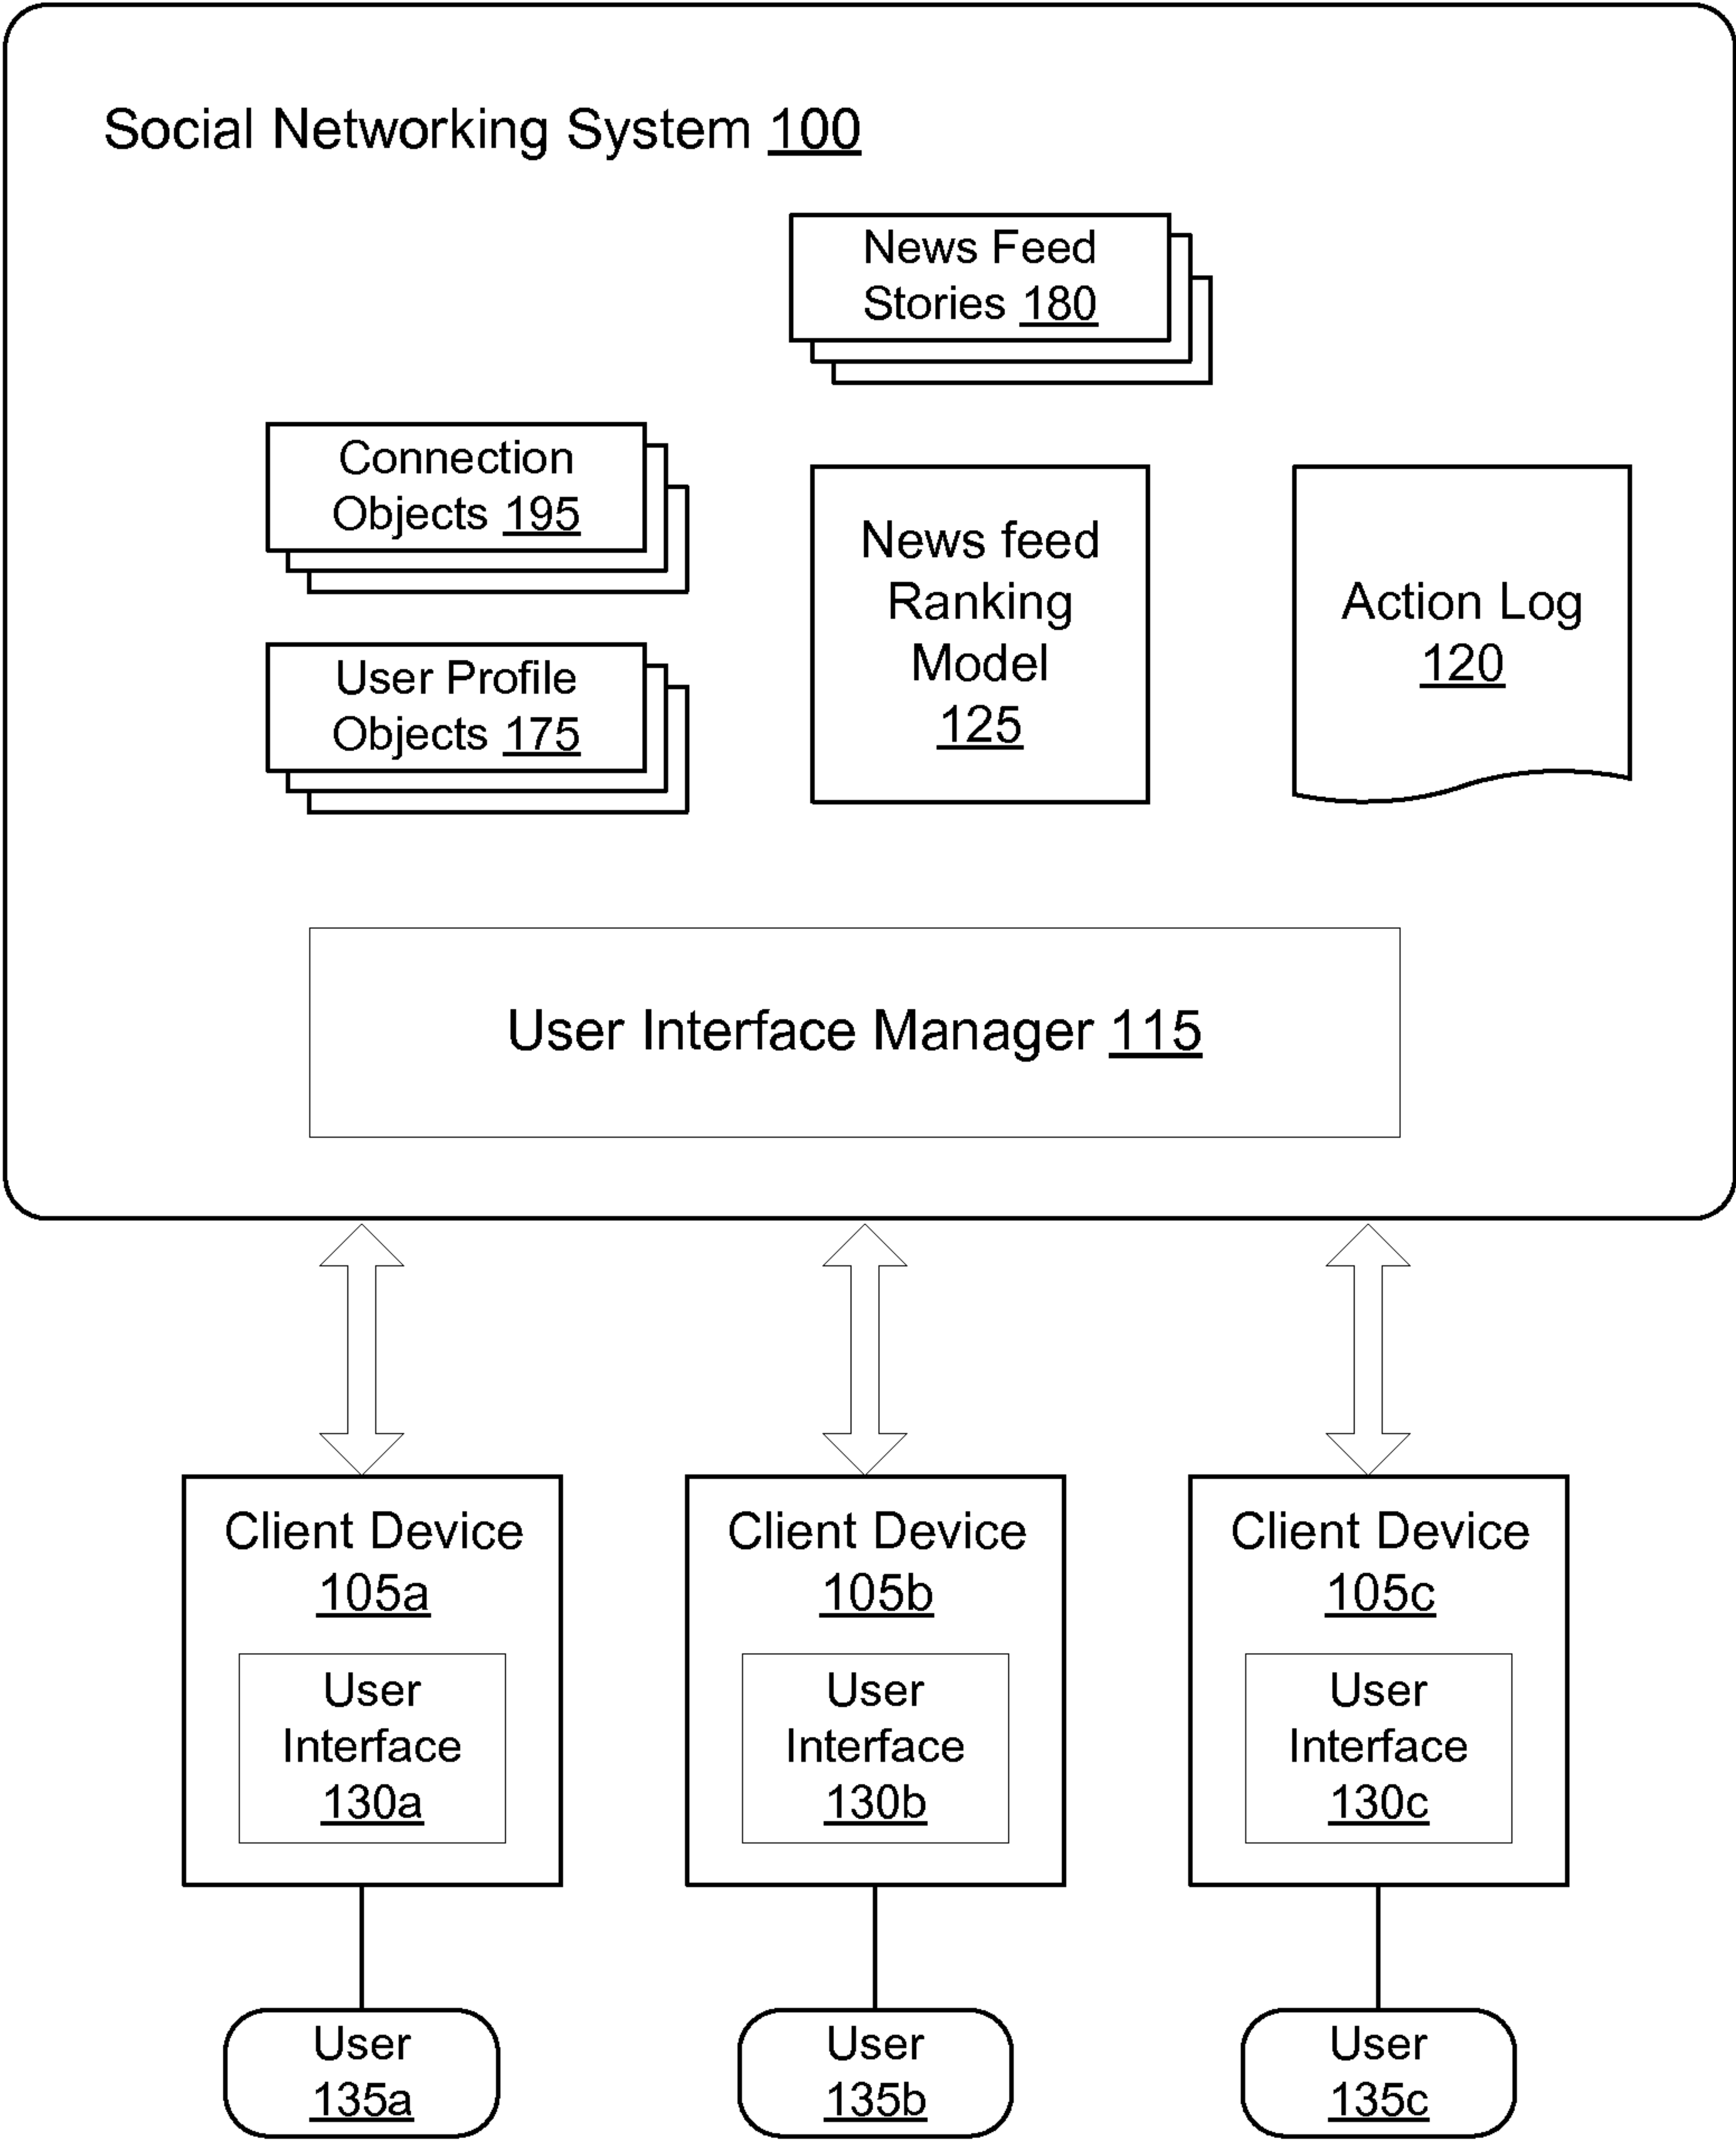 Social Networking System 100
News Feed
Stories 180
Connection
Objects 195
User Profile
Objects 175
News feed
Ranking
Model
125
Action Log
120
User Interface Manager 115
Client Device
105a
User
Interface
130a
Client Device
105b
User
Interface
130b
Client Device
105c
User
Interface
130c
User
135a
User
135b
User
135c